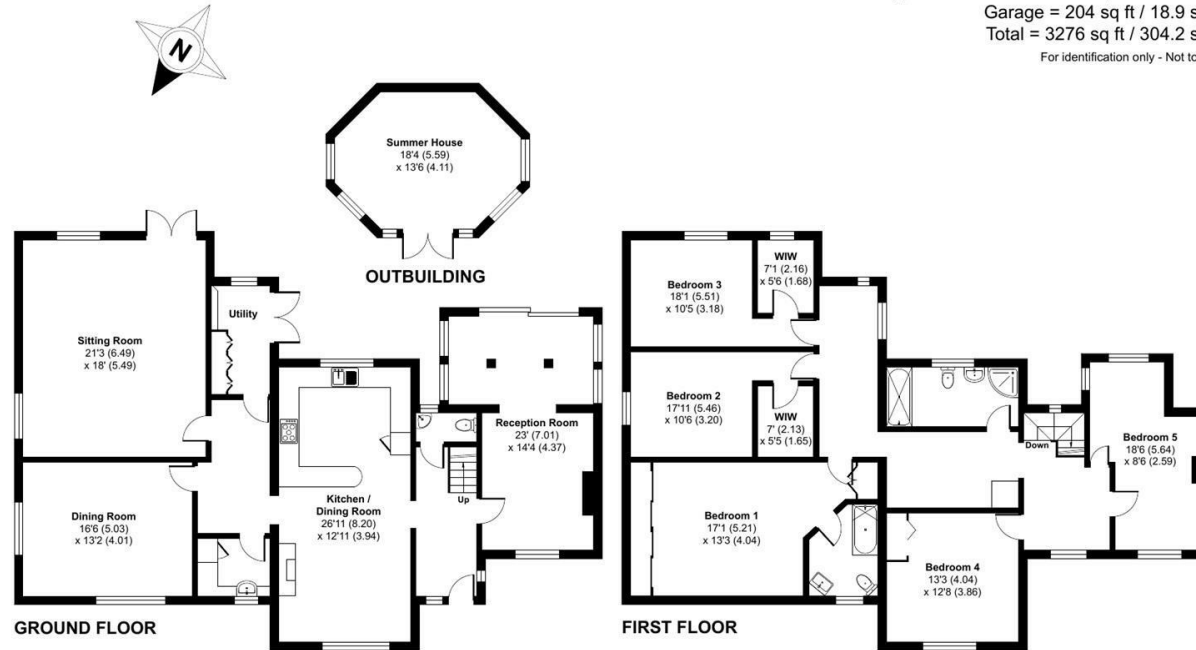 Garage = 204 sq ft / 18.9 s
Total = 3276 sq ft / 304.2 s
For identification only - Not to
N
Summer House
18'4 (5.59)
x 13'6 (4.11)
OUTBUILDING
Sitting Room
21'3 (6.49)
x 18' (5.49)
Utility
Reception Room
23' (7.01)
x 14'4 (4.37)
Up
Kitchen /
Dining Room
26'11 (8.20)
x 12'11 (3.94)
Dining Room
16'6 (5.03)
x 13'2 (4.01)
GROUND FLOOR
Bedroom 3
18'1 (5.51)
x 10'5 (3.18)
WIW
7'1 (2.16)
x 5'6 (1.68)
Bedroom 2
17'11 (5.46)
x 10'6 (3.20)
WIW
7' (2.13)
x 5'5 (1.65)
Down
Bedroom 5
18'6 (5.64)
x 8'6 (2.59)
Bedroom 1
17'1 (5.21)
x 13'3 (4.04)
Bedroom 4
13'3 (4.04)
x 12'8 (3.86)
FIRST FLOOR